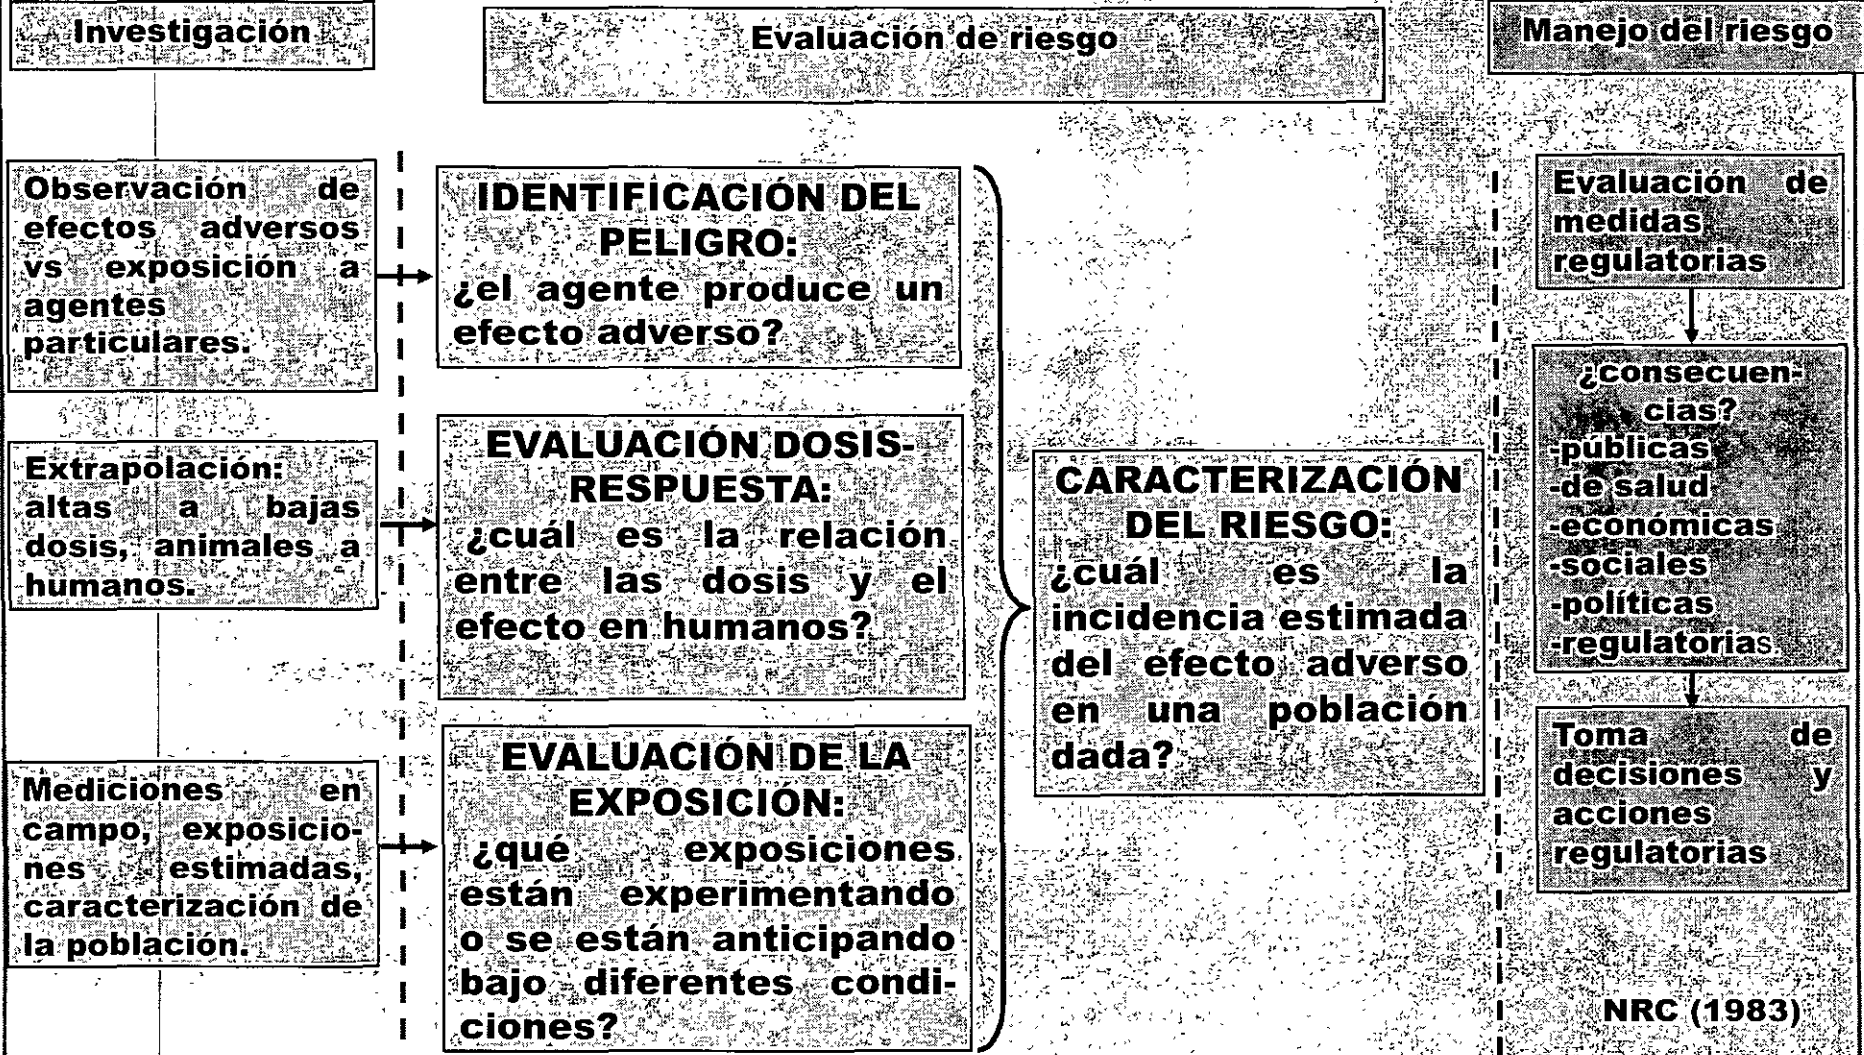 Investigación
Evaluación de riesgo
Manejo del riesgo
Observación de
efectos adversos
vs exposición a
agentes
particulares.
Extrapolación:
altas a bajas
dosis, animales a
humanos.
Mediciones en
campo, exposicio-
nes estimadas,
caracterización de
la población.
IDENTIFICACIÓN DEL
PELIGRO:
¿el agente produce un
efecto adverso?
EVALUACIÓN DOSIS-
RESPUESTA:
¿cuál es la relación
entre las dosis y el
efecto en humanos?
EVALUACIÓN DE LA
EXPOSICIÓN:
¿qué exposiciones
están experimentando
o se están anticipando
bajo diferentes condi-
ciones?
CARACTERIZACIÓN
DEL RIESGO:
¿cuál es la
incidencia estimada
del efecto adverso
en una población
dada?
Evaluación de
medidas
regulatorias
¿consecuen-
cias?
-públicas
-de salud
-económicas
-sociales
-políticas
-regulatorias.
Toma de
decisiones y
acciones
regulatorias
NRC (1983)